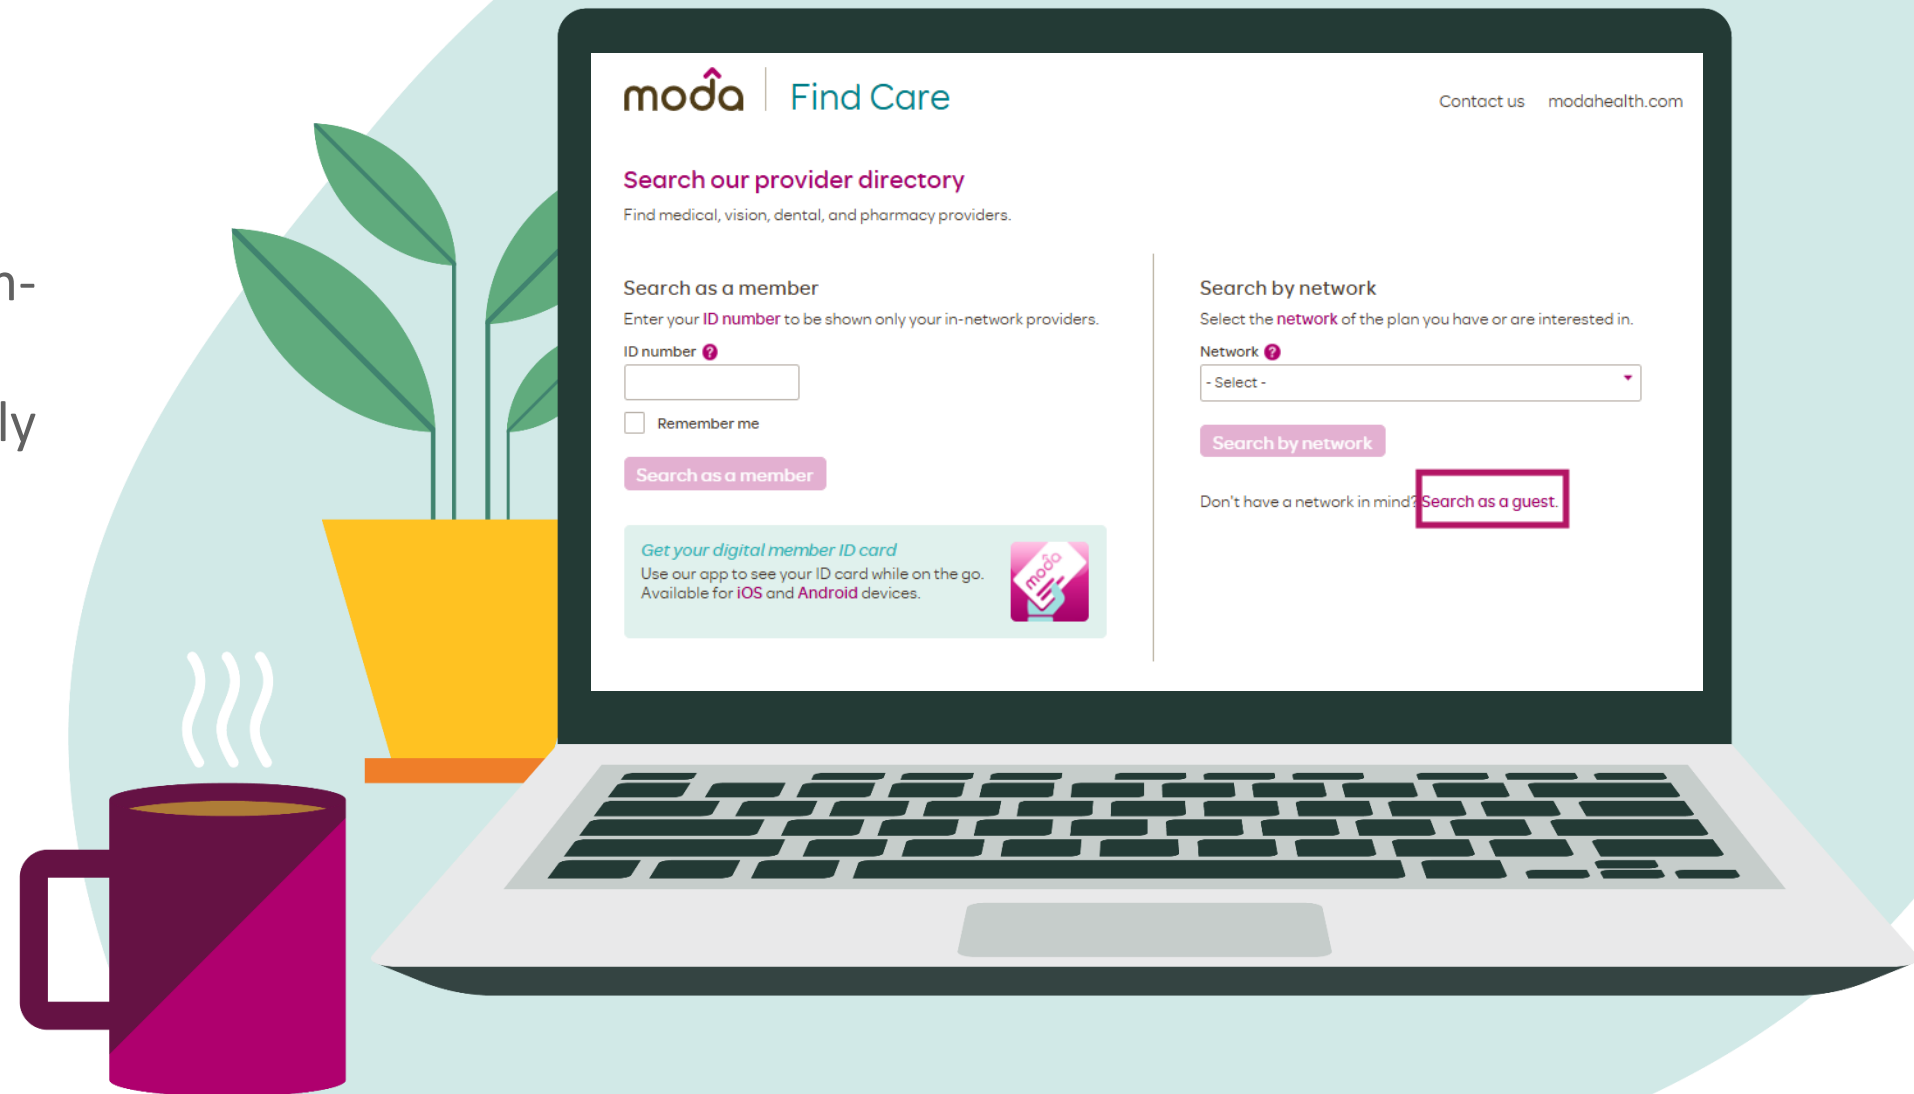 n-
ly
moda
Find Care
Contact us modahealth.com
Search our provider directory
Find medical, vision, dental, and pharmacy providers.
Search as a member
Enter your ID number to be shown only your in-network providers.
ID number ?
Remember me
Search as a member
Get your digital member ID card
Use our app to see your ID card while on the go.
Available for iOS and Android devices.
moda
Search by network
Select the network of the plan you have or are interested in.
Network ?
- Select -
Search by network
Don't have a network in mind? Search as a guest.